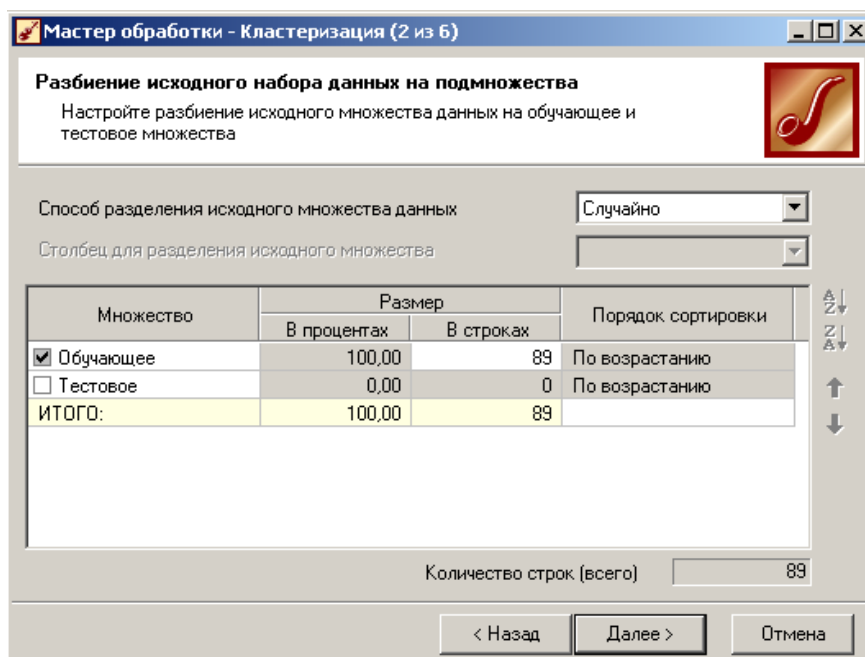 Мастер обработки - Кластеризация (2 из 6)
Разбиение исходного набора данных на подмножества
Настройте разбиение исходного множества данных на обучающее и
тестовое множества
Способ разделения исходного множества данных Случайно
Столбец для разделения исходного множества
Множество Размер Порядок сортировки
В процентах В строках
Обучающее 100,00 89 По возрастанию
Тестовое 0,00 0 По возрастанию
ИТОГО: 100,00 89
Количество строк (всего) 89
< Назад Далее > Отмена